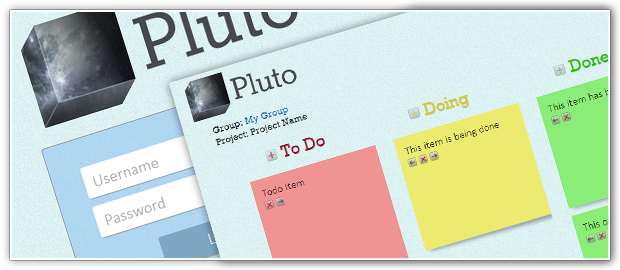 Pluto
Username
Password
Pluto
Group: My Group
Project: Project Name
To Do
Todo Item
Doing
This item is being done
Done
This item has
This